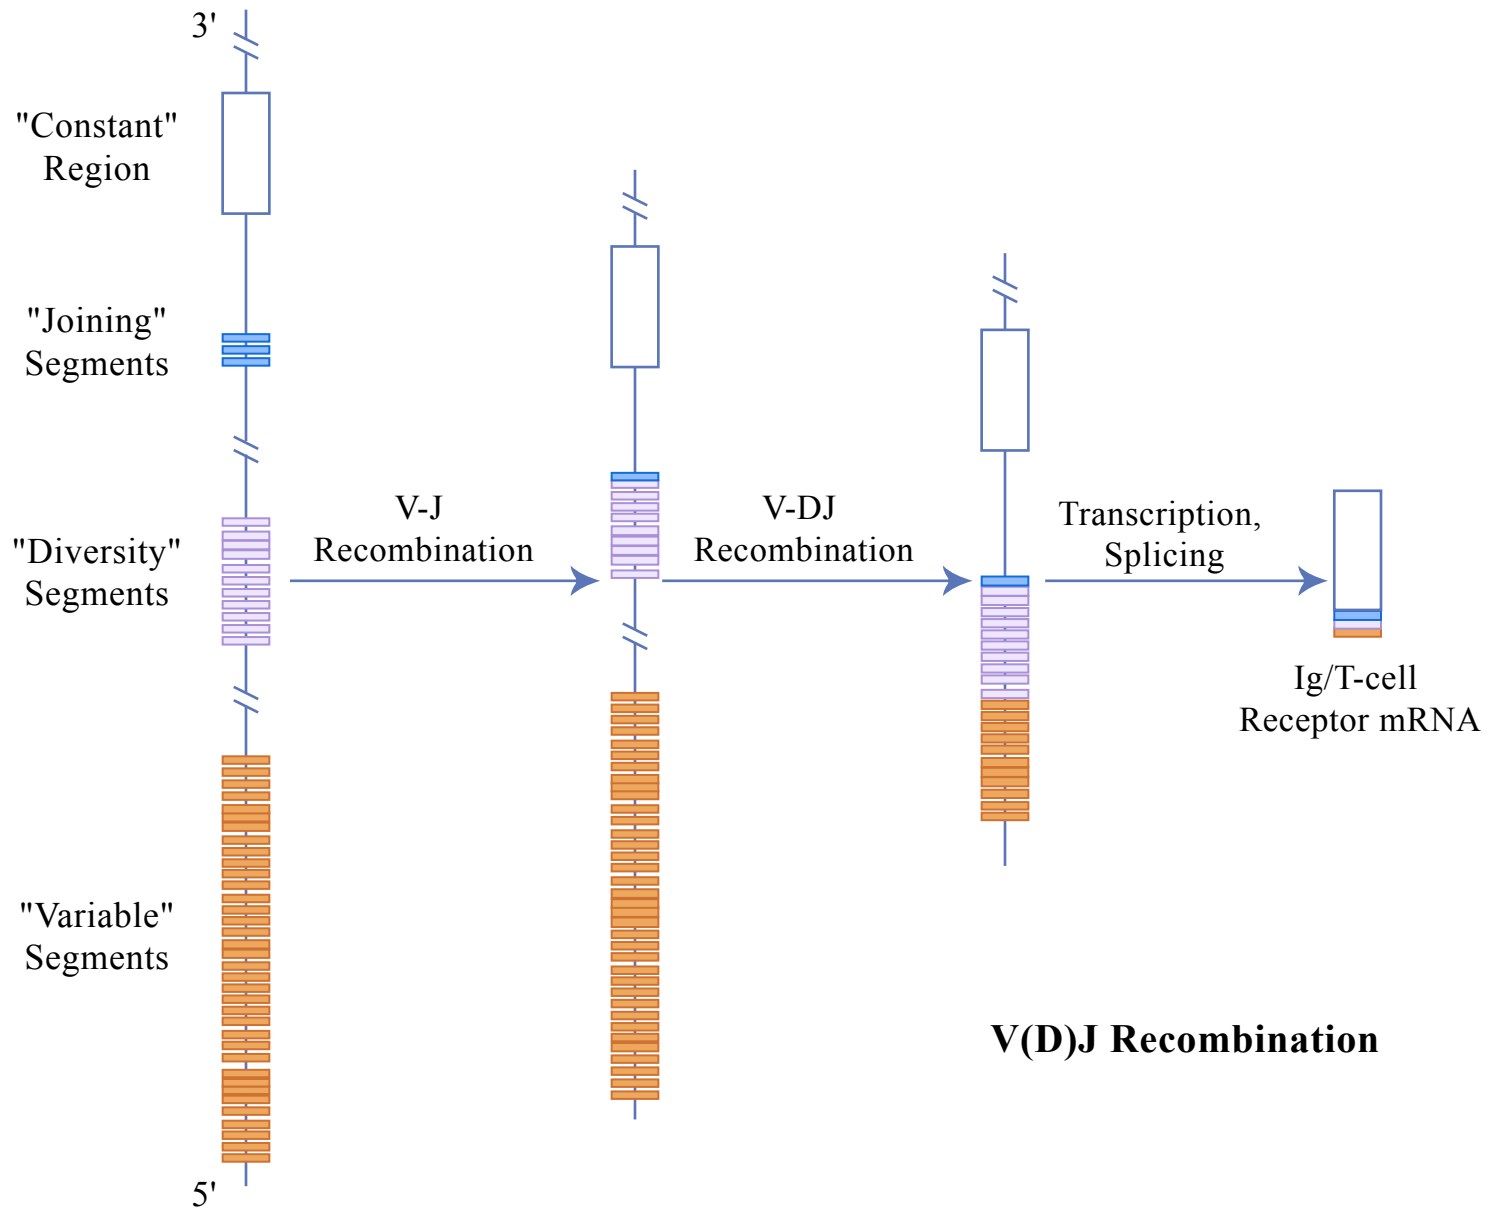 3'
"Constant"
Region
"Joining"
Segments
"Diversity"
Segments
"Variable"
Segments
5'
V-J
Recombination
V-DJ
Recombination
Transcription,
Splicing
Ig/T-cell
Receptor mRNA
V(D)J Recombination